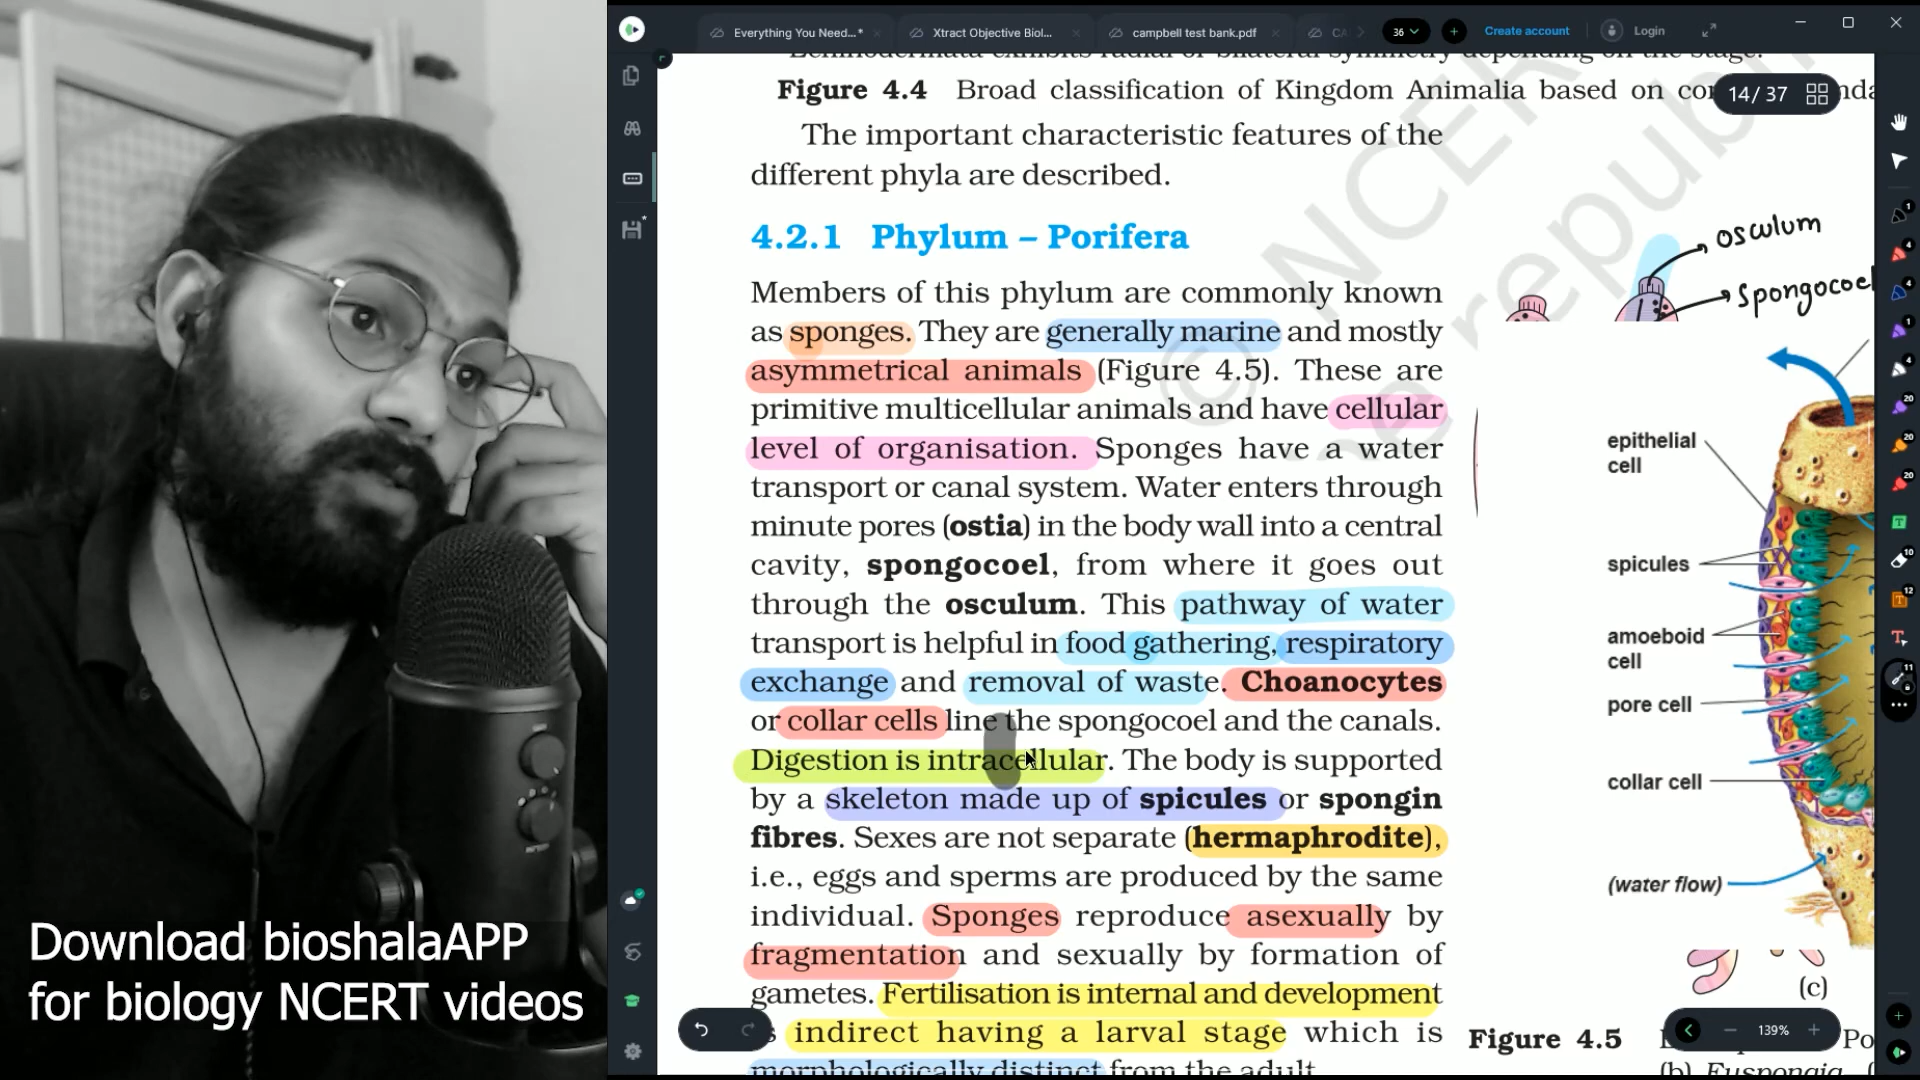 Everything You Need...*
Xtract Objective Biol...
campbell test bank.pdf
CA
36
Create account
Login
Figure 4.4 Broad classification of Kingdom Animalia based on
14/ 37
The important characteristic features of the
different phyla are described.
4.2.1 Phylum – Porifera
Members of this phylum are commonly known
as sponges. They are generally marine and mostly
asymmetrical animals (Figure 4.5). These are
primitive multicellular animals and have cellular
level of organisation. Sponges have a water
transport or canal system. Water enters through
minute pores (ostia) in the body wall into a central
cavity, spongocoel, from where it goes out
through the osculum. This pathway of water
transport is helpful in food gathering, respiratory
exchange and removal of waste. Choanocytes
or collar cells line the spongocoel and the canals.
Digestion is intracellular. The body is supported
by a skeleton made up of spicules or spongin
fibres. Sexes are not separate (hermaphrodite),
i.e., eggs and sperms are produced by the same
individual. Sponges reproduce asexually by
fragmentation and sexually by formation of
gametes. Fertilisation is internal and development
indirect having a larval stage which is
morphologically distinct from the adult.
© NCERT
be republi
osculum
Spongocoel
epithelial
cell
spicules
amoeboid
cell
pore cell
collar cell
(water flow)
(c)
139%
Figure 4.5
(b) Euspongia
Download bioshalaAPP
for biology NCERT videos